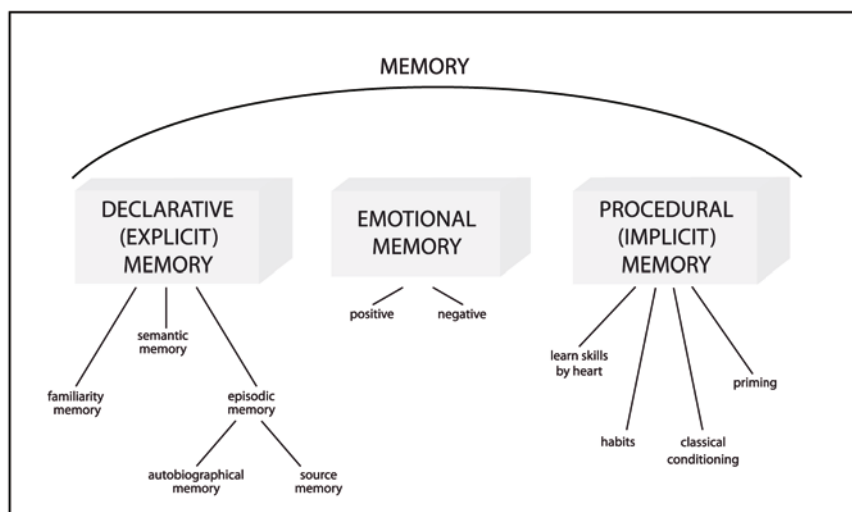 MEMORY
DECLARATIVE
(EXPLICIT)
MEMORY
EMOTIONAL
MEMORY
PROCEDURAL
(IMPLICIT)
MEMORY
semantic
memory
familiarity
memory
episodic
memory
autobiographical
memory
source
memory
positive
negative
learn skills
by heart
habits
classical
conditioning
priming